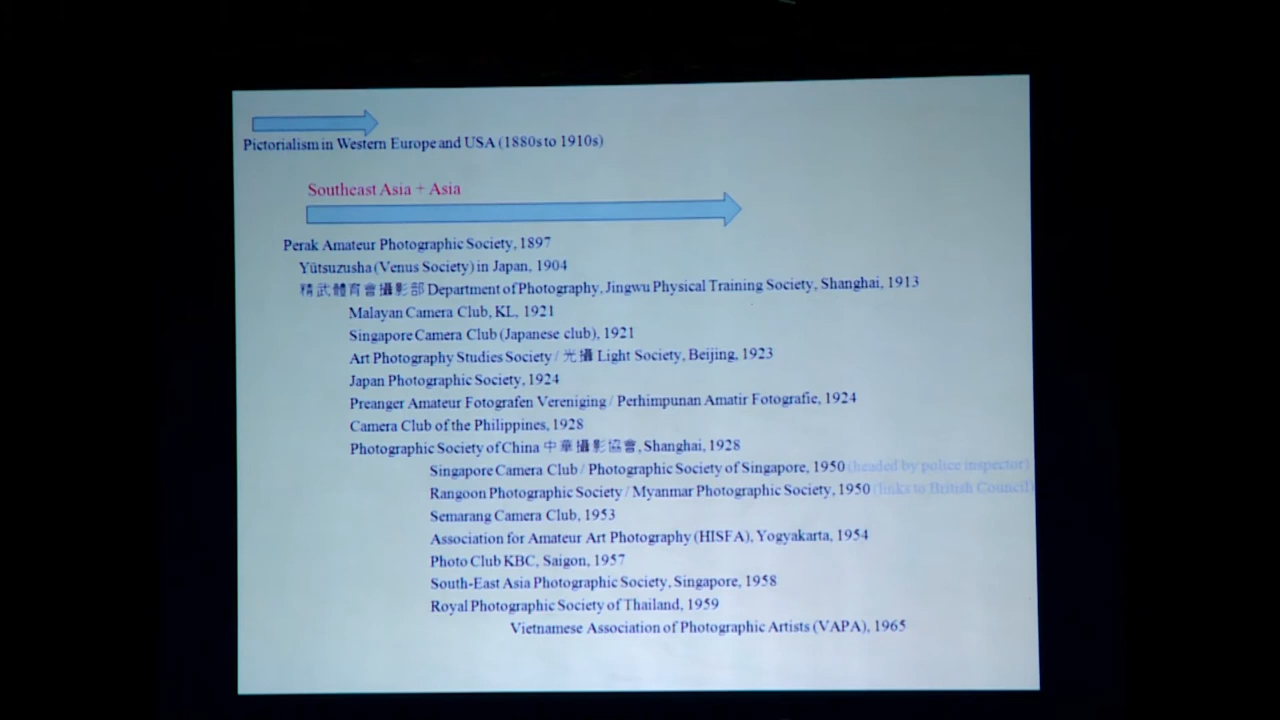 Pictorialism in Western Europe and USA (1880s to 1910s)
Southeast Asia + Asia
Perak Amateur Photographic Society, 1897
Yūtsuzusha (Venus Society) in Japan, 1904
精武體育會攝影部 Department of Photography, Jingwu Physical Training Society, Shanghai, 1913
Malayan Camera Club, KL, 1921
Singapore Camera Club (Japanese club), 1921
Art Photography Studies Society / 光攝 Light Society, Beijing, 1923
Japan Photographic Society, 1924
Preanger Amateur Fotografen Vereniging / Perhimpunan Amatir Fotografie, 1924
Camera Club of the Philippines, 1928
Photographic Society of China 中華攝影協會, Shanghai, 1928
Singapore Camera Club / Photographic Society of Singapore, 1950 (headed by police inspector)
Rangoon Photographic Society / Myanmar Photographic Society, 1950 (links to British Council)
Semarang Camera Club, 1953
Association for Amateur Art Photography (HISFA), Yogyakarta, 1954
Photo Club KBC, Saigon, 1957
South-East Asia Photographic Society, Singapore, 1958
Royal Photographic Society of Thailand, 1959
Vietnamese Association of Photographic Artists (VAPA), 1965